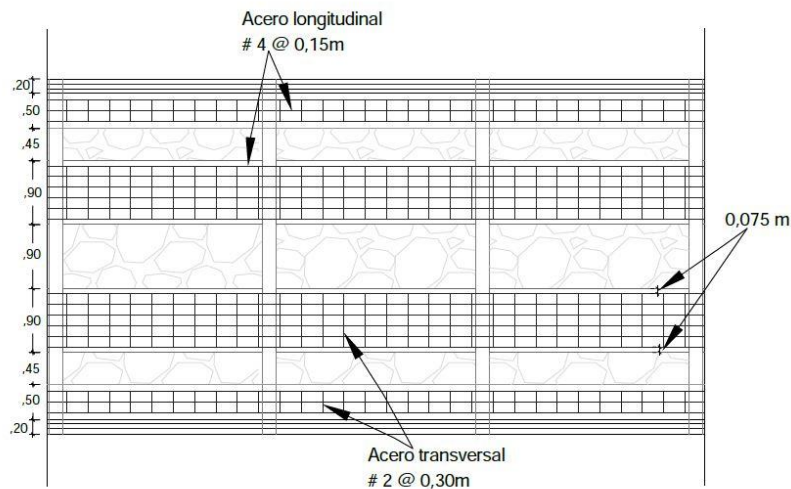 Acero longitudinal
# 4 @ 0,15m
,20
,50
,45
,90
,90
,90
,45
,50
,20
0,075 m
Acero transversal
# 2 @ 0,30m